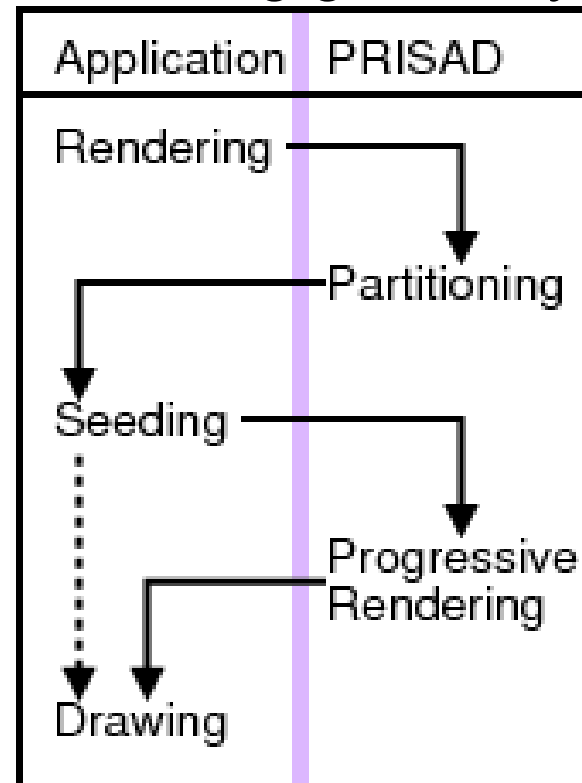 Application PRISAD
Rendering
Partitioning
Seeding
Progressive
Rendering
Drawing